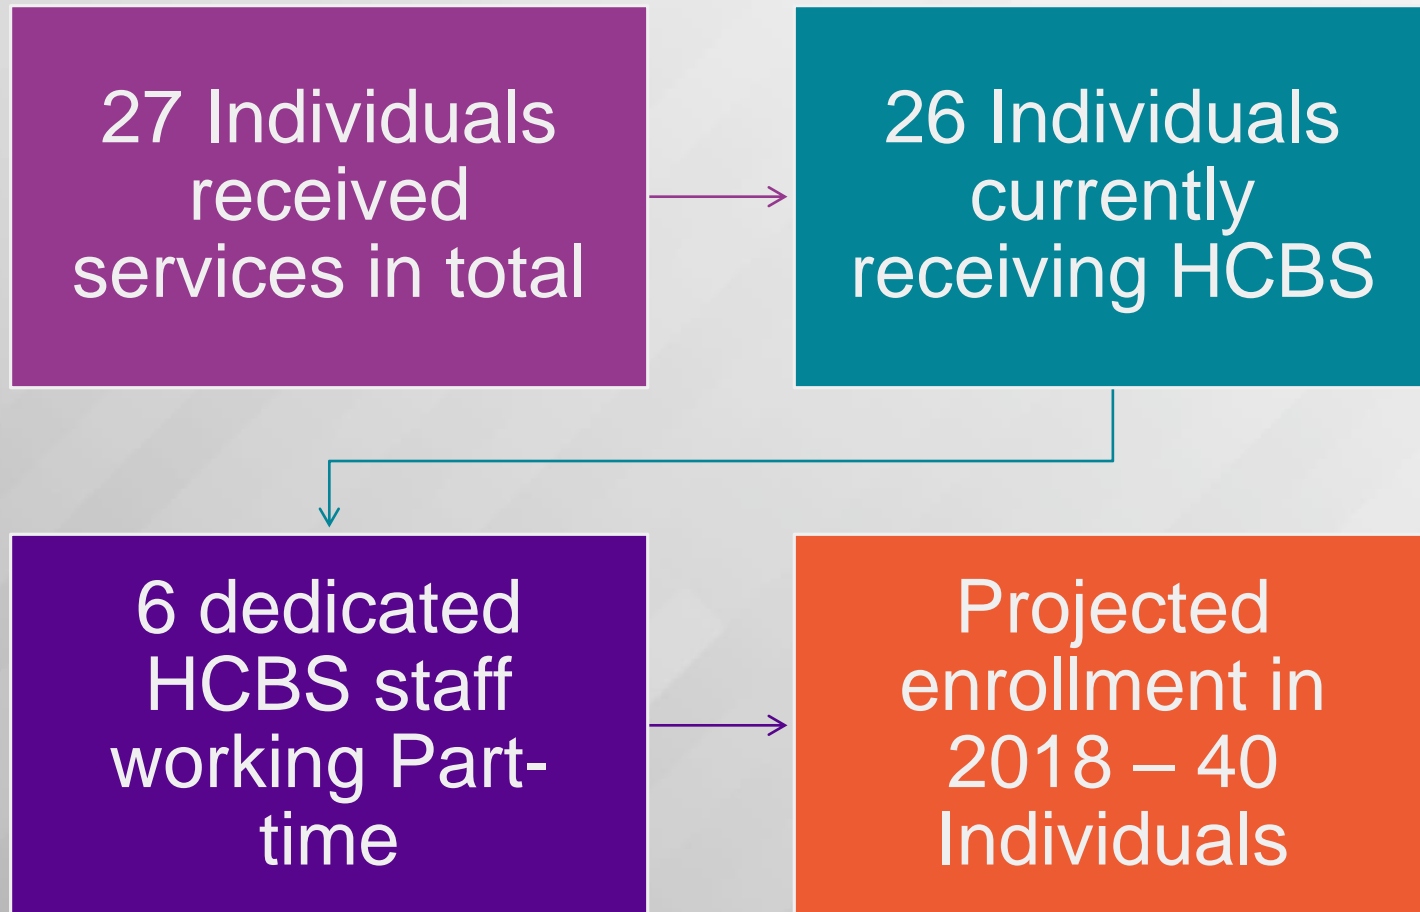 27 Individuals
received
services in total
26 Individuals
currently
receiving HCBS
6 dedicated
HCBS staff
working Part-
time
Projected
enrollment in
2018 – 40
Individuals